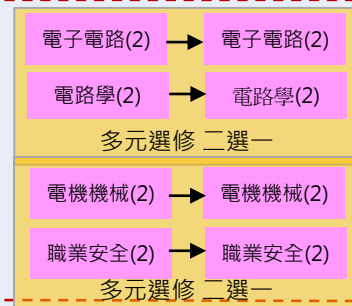 電子電路(2) 電子電路(2)
電路學(2) 電路學(2)
多元選修 二選一
電機機械(2) 電機機械(2)
職業安全(2) 職業安全(2)
多元選修 二選一